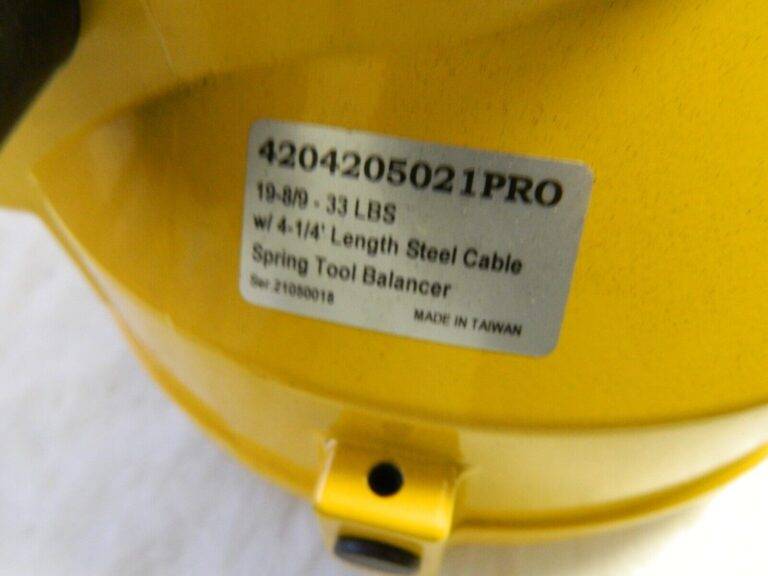 4204205021PRO
19-8/9 - 33 LBS
w/ 4-1/4' Length Steel Cable
Spring Tool Balancer
Ser.21050018
MADE IN TAIWAN